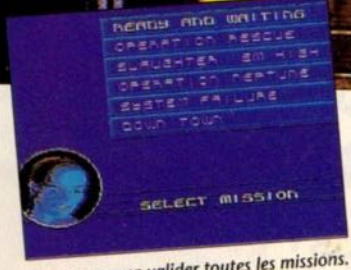 READY AND WAITING
OPERATION RESCUE
SLAUGHTER 'EM HIGH
OPERATION NEPTUNE
SYSTEM FAILURE
DOWN TOWN
SELECT MISSION
valider toutes les missions.